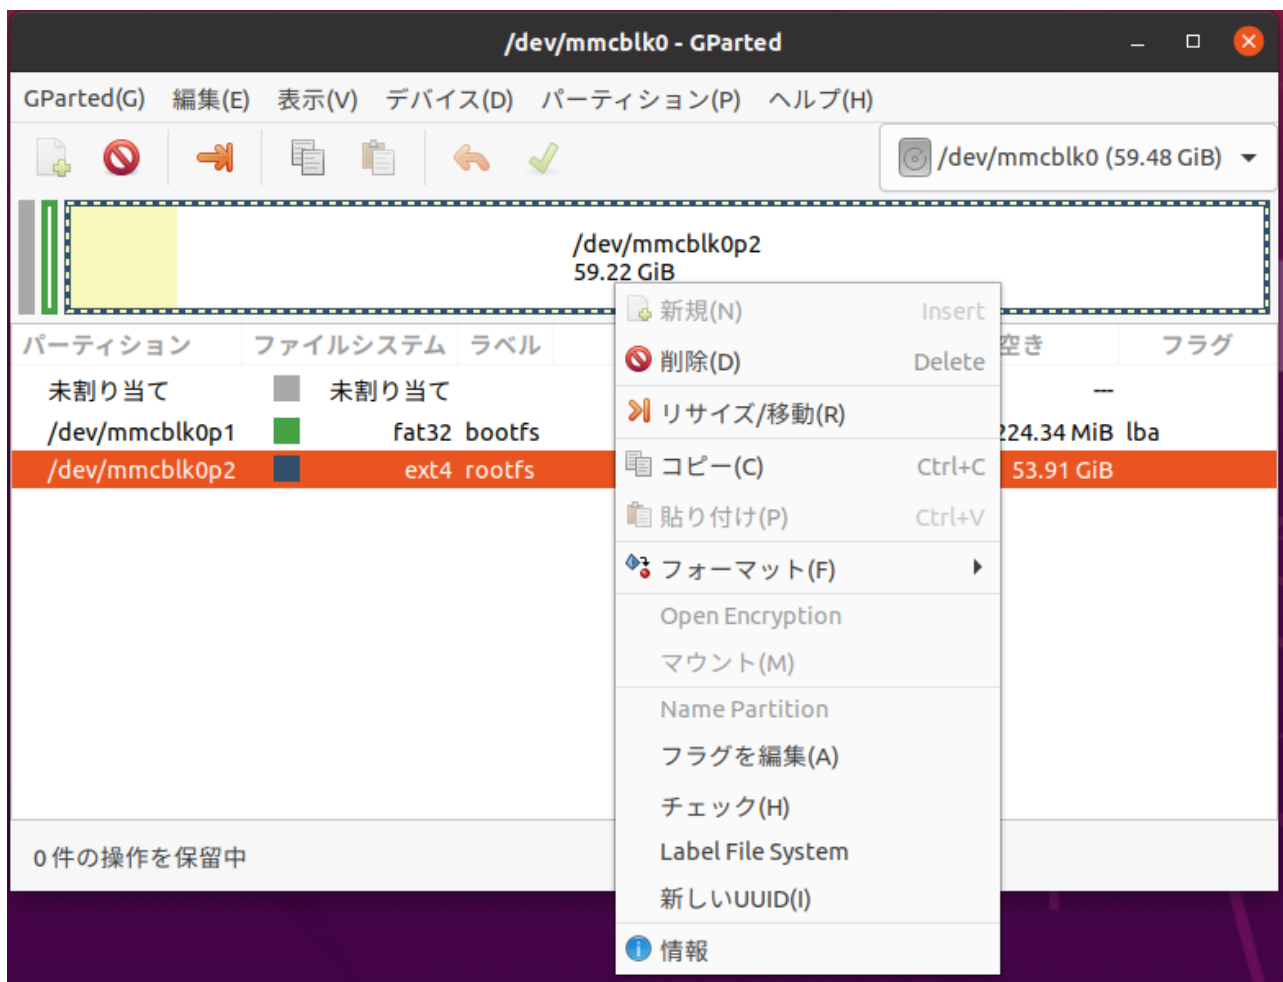 /dev/mmcblk0 - GParted
GParted(G) 編集(E) 表示(V) デバイス(D) パーティション(P) ヘルプ(H)
/dev/mmcblk0 (59.48 GiB)
/dev/mmcblk0p2
59.22 GiB
パーティション ファイルシステム ラベル 空き フラグ
未割り当て 未割り当て ---
/dev/mmcblk0p1 fat32 bootfs 224.34 MiB lba
/dev/mmcblk0p2 ext4 rootfs 53.91 GiB
新規(N) Insert
削除(D) Delete
リサイズ/移動(R)
コピー(C) Ctrl+C
貼り付け(P) Ctrl+V
フォーマット(F)
Open Encryption
マウント(M)
Name Partition
フラグを編集(A)
チェック(H)
Label File System
新しいUUID(I)
情報
0 件の操作を保留中